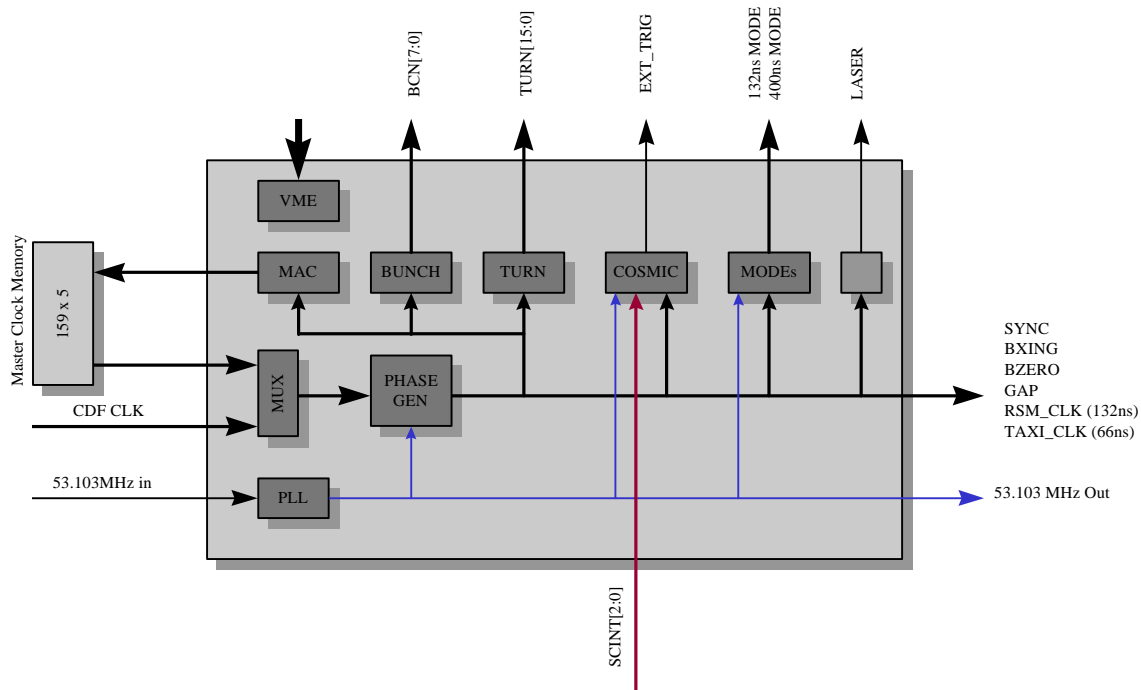 BCN[7:0]
TURN[15:0]
EXT_TRIG
132ns MODE
400ns MODE
LASER
VME
Master Clock Memory
159 x 5
MAC
BUNCH
TURN
COSMIC
MODEs
MUX
PHASE
GEN
CDF CLK
SYNC
BXING
BZERO
GAP
RSM_CLK (132ns)
TAXI_CLK (66ns)
53.103MHz in
PLL
53.103 MHz Out
SCINT[2:0]